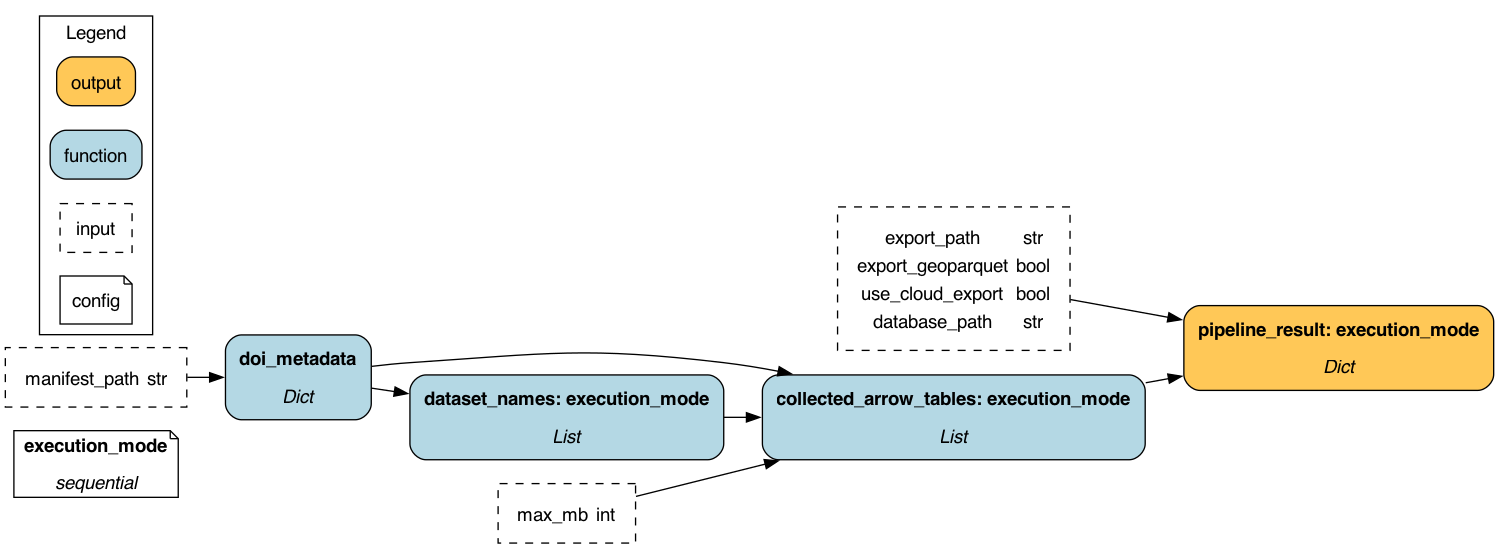 Legend
output
function
input
config
manifest_path str
execution_mode
sequential
doi_metadata
Dict
dataset_names: execution_mode
List
max_mb int
collected_arrow_tables: execution_mode
List
export_path str
export_geoparquet bool
use_cloud_export bool
database_path str
pipeline_result: execution_mode
Dict